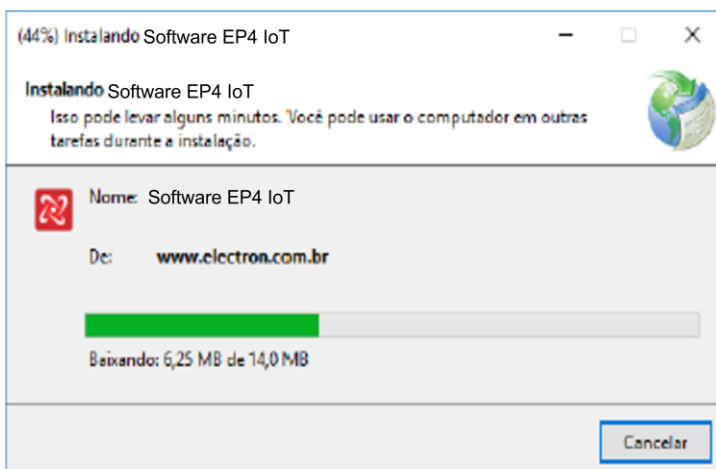 (44%) Instalando Software EP4 IoT
Instalando Software EP4 IoT
Isso pode levar alguns minutos. Você pode usar o computador em outras
tarefas durante a instalação.
Nome: Software EP4 IoT
De: www.electron.com.br
Baixando: 6,25 MB de 14,0 MB
Cancelar